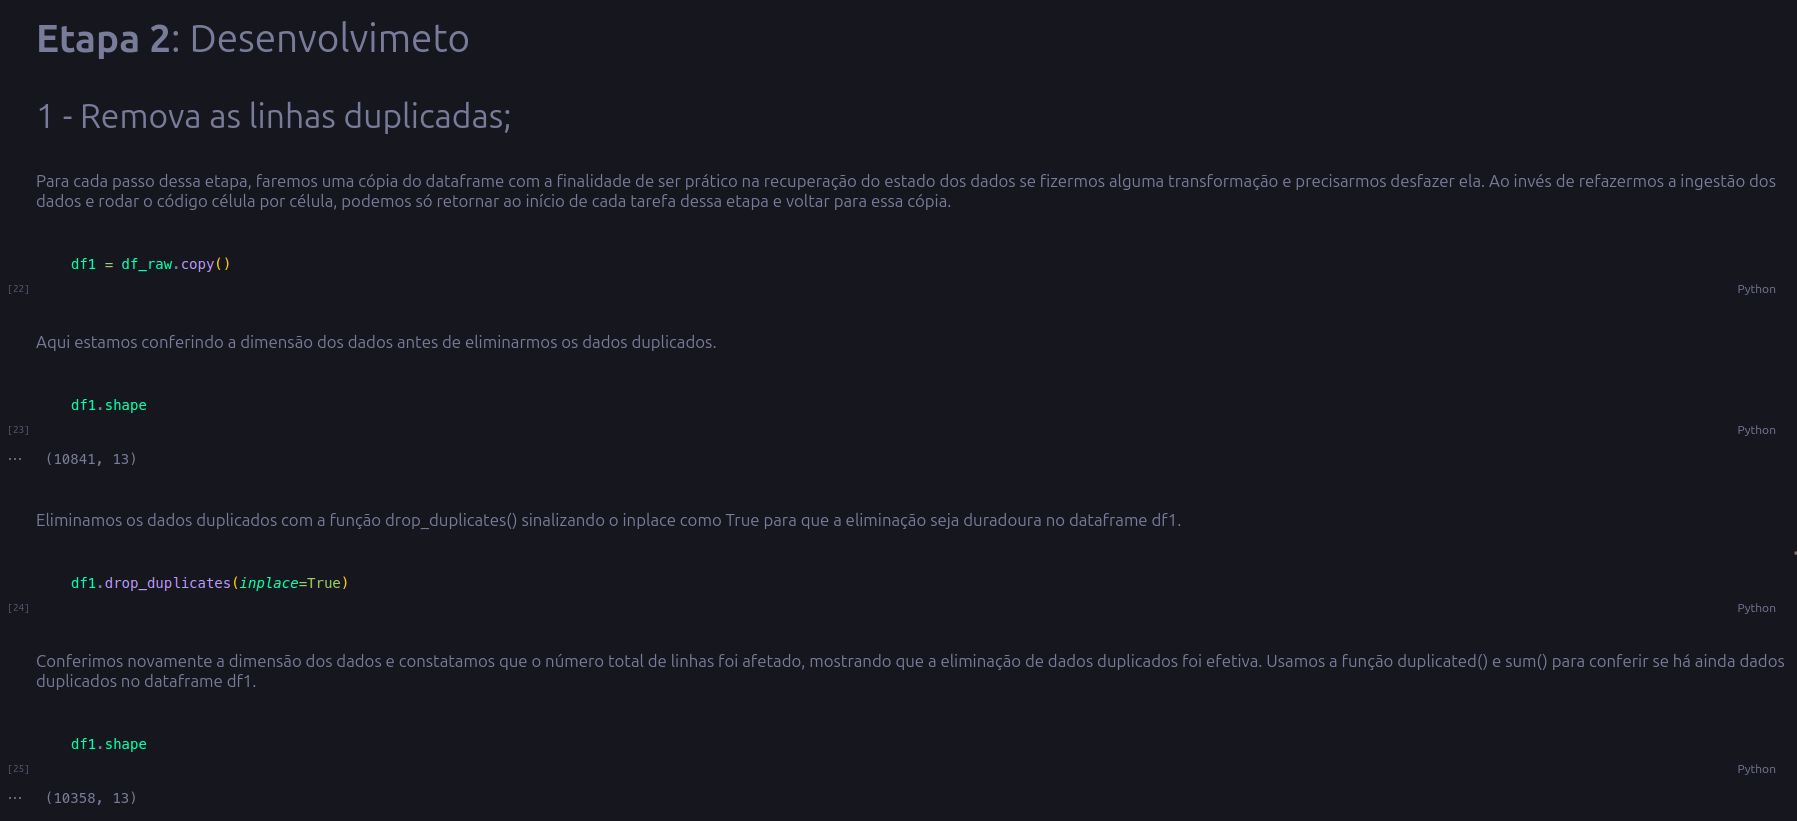 Etapa 2: Desenvolvimeto
1 - Remova as linhas duplicadas;
Para cada passo dessa etapa, faremos uma cópia do dataframe com a finalidade de ser prático na recuperação do estado dos dados se fizermos alguma transformação e precisarmos desfazer ela. Ao invés de refazermos a ingestão dos
dados e rodar o código célula por célula, podemos só retornar ao início de cada tarefa dessa etapa e voltar para essa cópia.
df1 = df_raw.copy()
[22] Python
Aqui estamos conferindo a dimensão dos dados antes de eliminarmos os dados duplicados.
df1.shape
[23] Python
... (10841, 13)
Eliminamos os dados duplicados com a função drop_duplicates() sinalizando o inplace como True para que a eliminação seja duradoura no dataframe df1.
df1.drop_duplicates(inplace=True)
[24] Python
Conferimos novamente a dimensão dos dados e constatamos que o número total de linhas foi afetado, mostrando que a eliminação de dados duplicados foi efetiva. Usamos a função duplicated() e sum() para conferir se há ainda dados
duplicados no dataframe df1.
df1.shape
[25] Python
... (10358, 13)